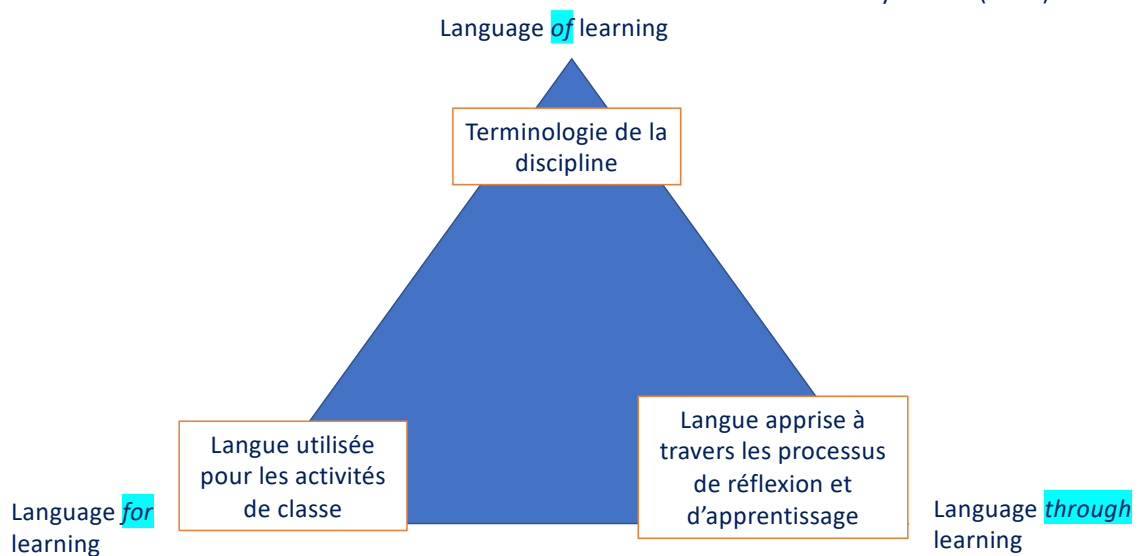 Language of learning
Terminologie de la
discipline
Langue utilisée
pour les activités
de classe
Langue apprise à
travers les processus
de réflexion et
d'apprentissage
Language for
learning
Language through
learning